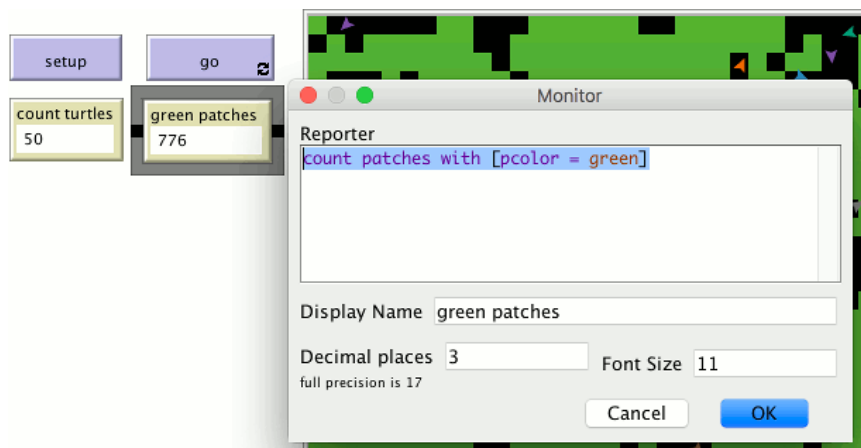 setup
go
count turtles
50
green patches
776
Monitor
Reporter
count patches with [pcolor = green]
Display Name green patches
Decimal places 3
full precision is 17
Font Size 11
Cancel
OK